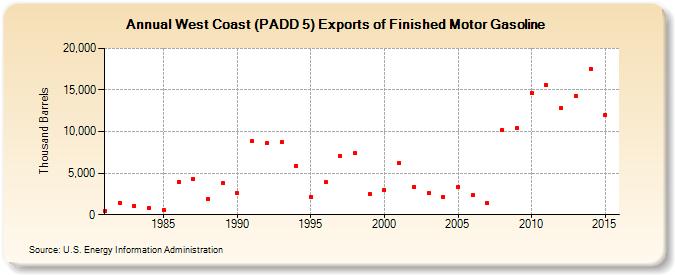 Annual West Coast (PADD 5) Exports of Finished Motor Gasoline
Thousand Barrels
20,000
15,000
10,000
5,000
0
1985 1990 1995 2000 2005 2010 2015
Source: U.S. Energy Information Administration